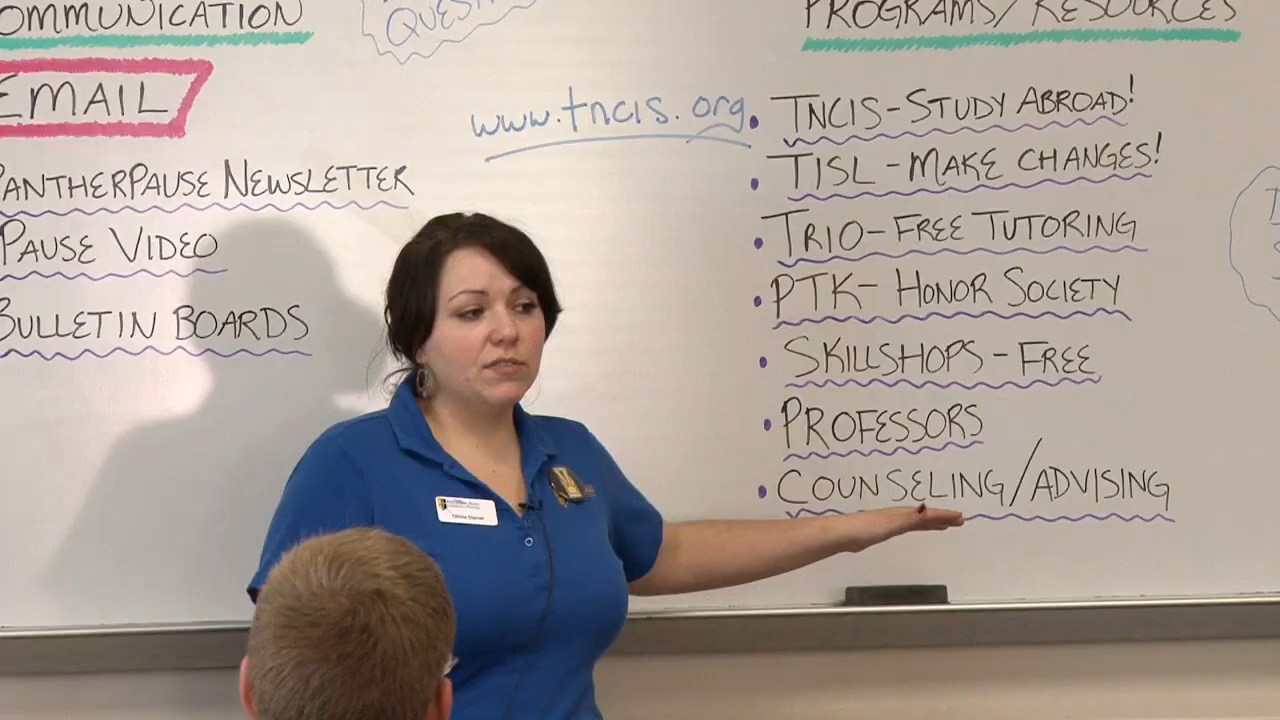 OMMUNICATION
EMAIL
PANTHERPAUSE NEWSLETTER
PAUSE VIDEO
BULLETIN BOARDS
www.tncis.org
PROGRAMS/RESOURCES
• TNCIS-STUDY ABROAD!
• TISL-MAKE CHANGES!
• TRIO-FREE TUTORING
• PTK-HONOR SOCIETY
• SKILLSHOPS-FREE
• PROFESSORS
• COUNSELING/ADVISING